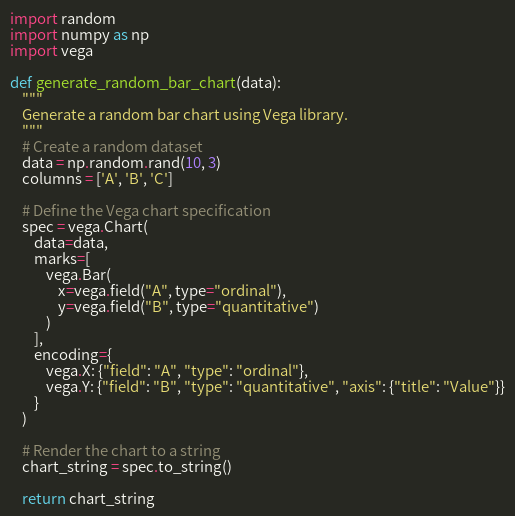 import random
import numpy as np
import vega

def generate_random_bar_chart(data):
    """
    Generate a random bar chart using Vega library.
    """
    # Create a random dataset
    data = np.random.rand(10, 3)
    columns = ['A', 'B', 'C']

    # Define the Vega chart specification
    spec = vega.Chart(
        data=data,
        marks=[
            vega.Bar(
                x=vega.field("A", type="ordinal"),
                y=vega.field("B", type="quantitative")
            )
        ],
        encoding={
            vega.X: {"field": "A", "type": "ordinal"},
            vega.Y: {"field": "B", "type": "quantitative", "axis": {"title": "Value"}}
        }
    )

    # Render the chart to a string
    chart_string = spec.to_string()

    return chart_string